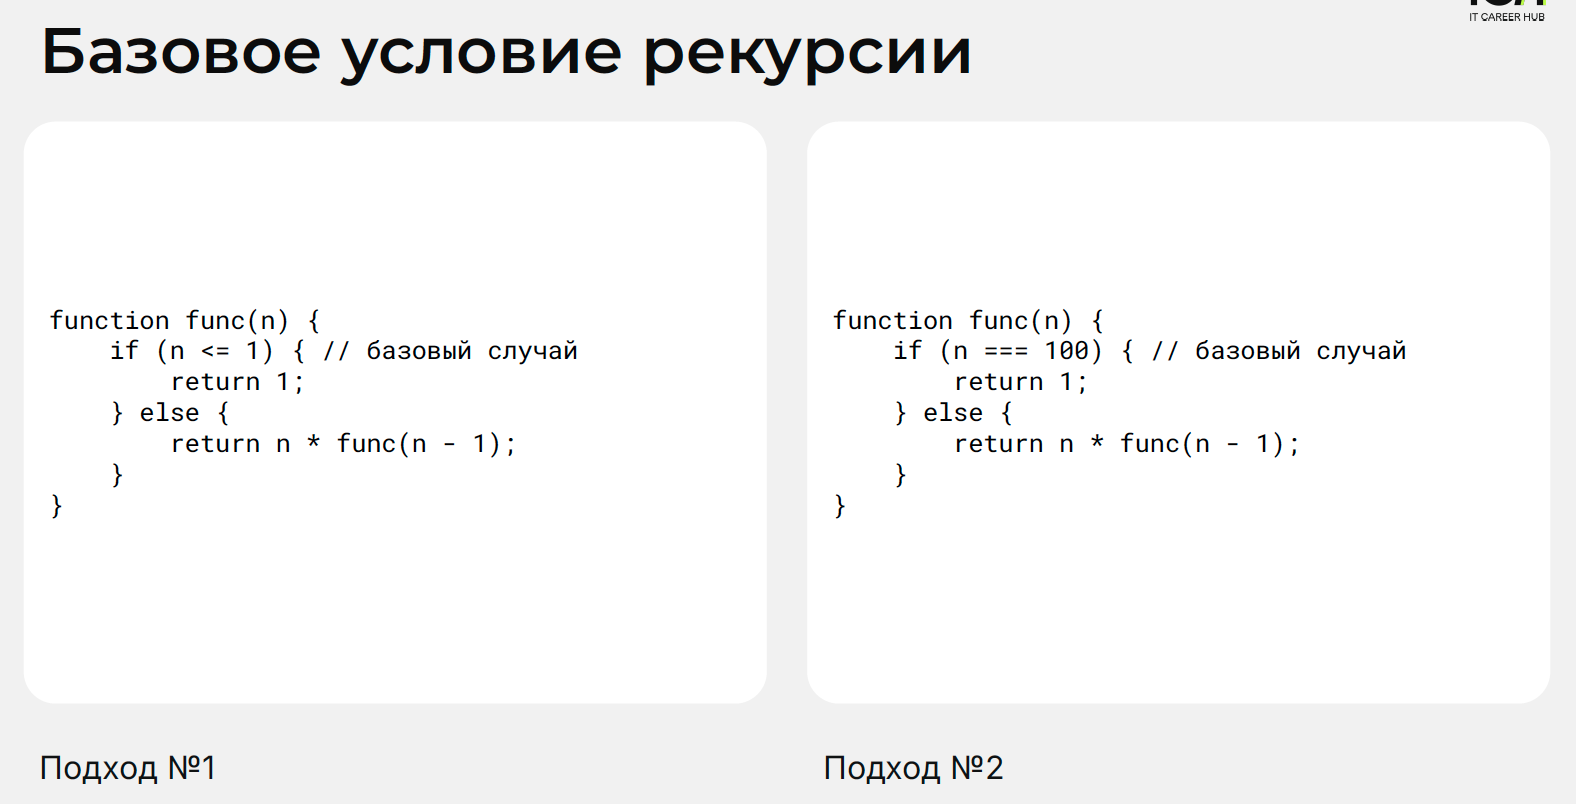 IT CAREER HUB
Базовое условие рекурсии
function func(n) {
    if (n <= 1) { // базовый случай
        return 1;
    } else {
        return n * func(n - 1);
    }
}
function func(n) {
    if (n === 100) { // базовый случай
        return 1;
    } else {
        return n * func(n - 1);
    }
}
Подход №1
Подход №2